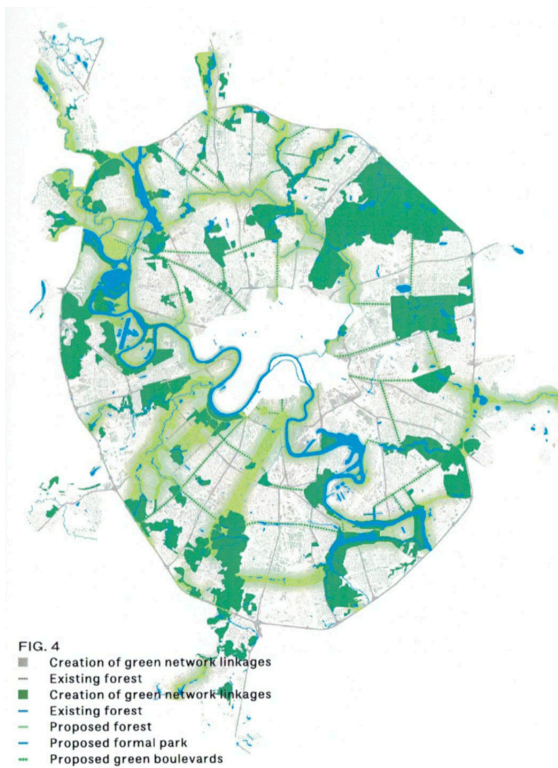 FIG. 4
Creation of green network linkages
Existing forest
Creation of green network linkages
Existing forest
Proposed forest
Proposed formal park
Proposed green boulevards